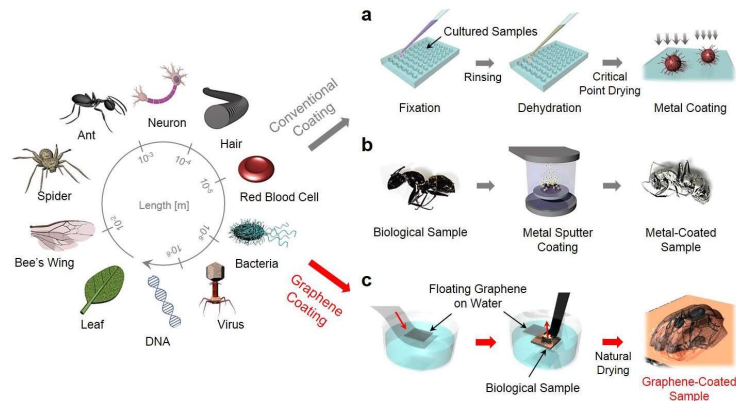 Ant
Neuron
Hair
Spider
Red Blood Cell
Bee's Wing
Bacteria
Leaf
DNA
Virus
Length [m]
10-3
10-4
10-5
10-6
10-8
10-2
Conventional
Coating
Graphene
Coating
a
Cultured Samples
Rinsing
Critical
Point Drying
Fixation
Dehydration
Metal Coating
b
Biological Sample
Metal Sputter
Coating
Metal-Coated
Sample
c
Floating Graphene
on Water
Natural
Drying
Biological Sample
Graphene-Coated
Sample